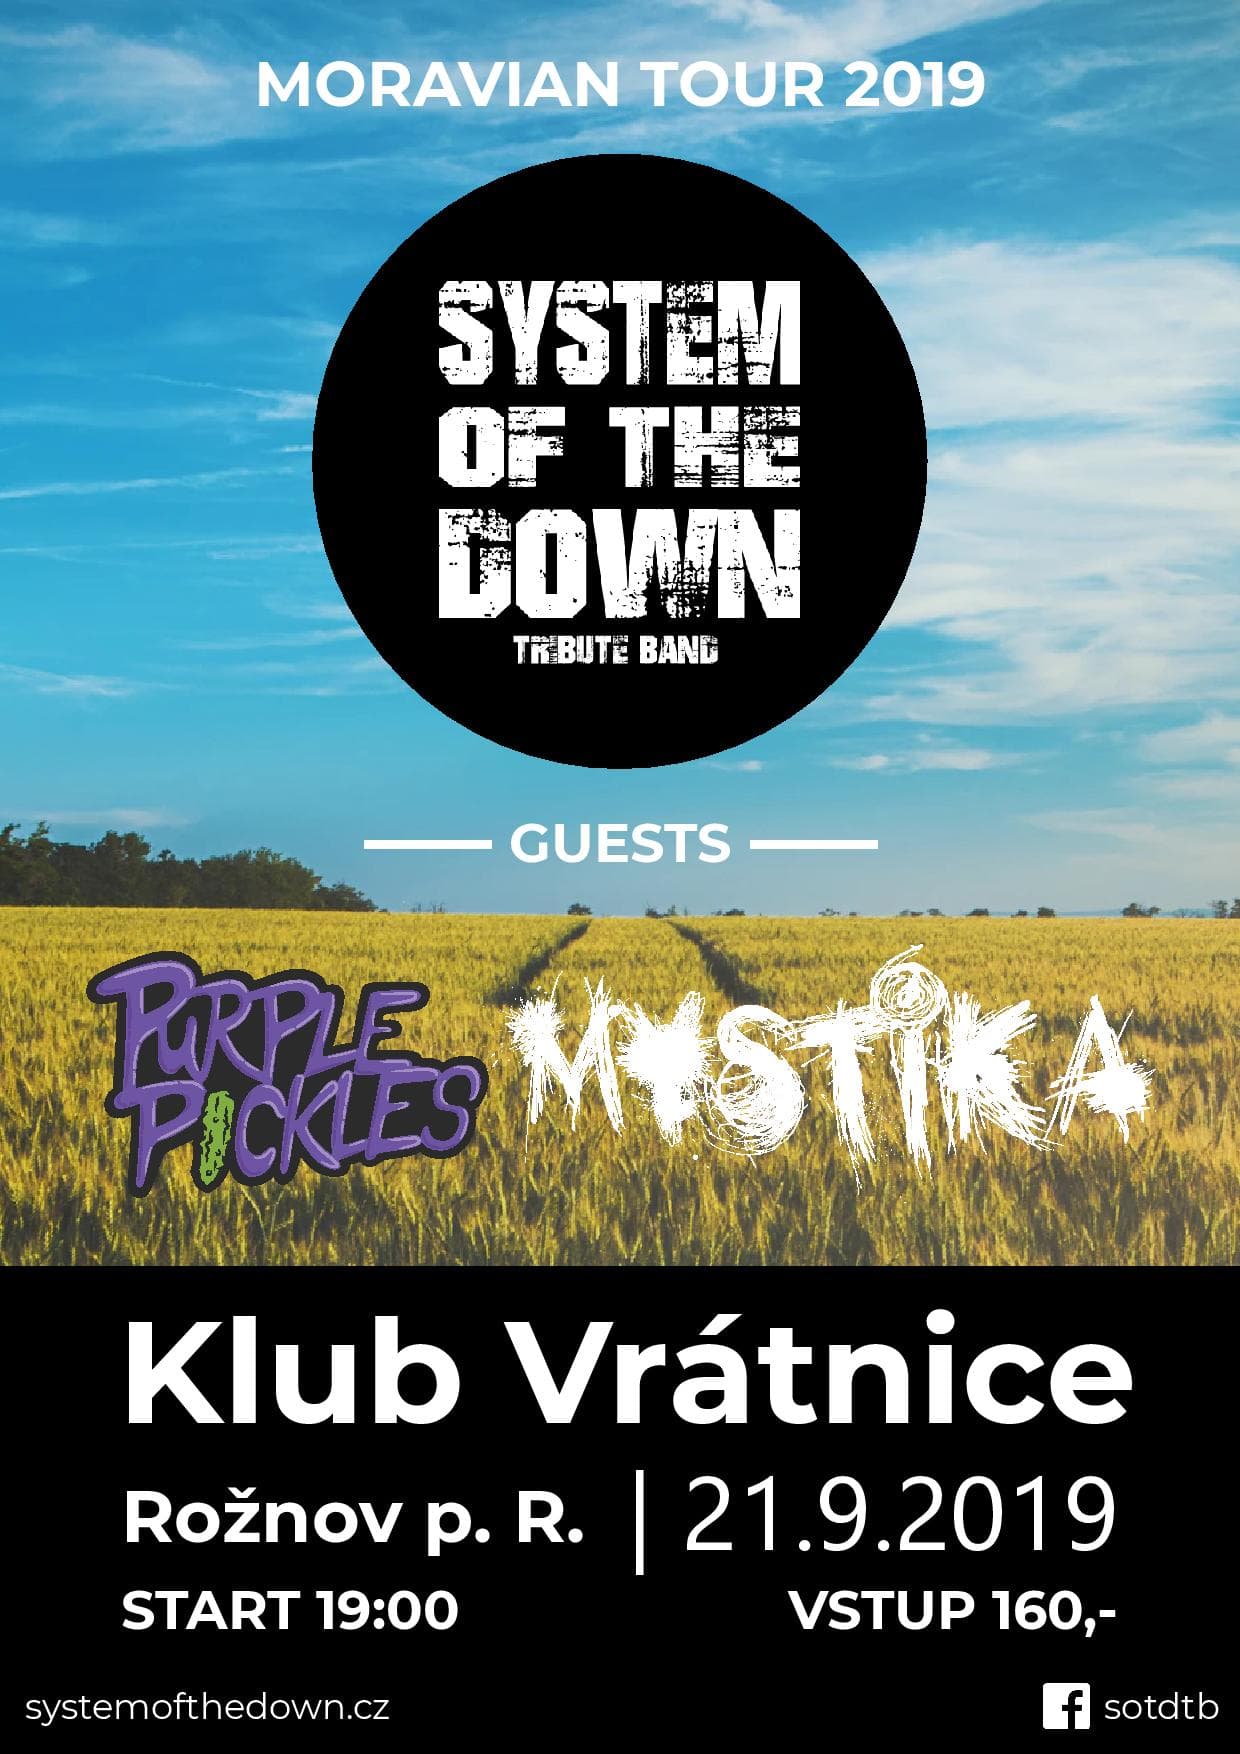 MORAVIAN TOUR 2019
SYSTEM
OF THE
DOWN
TRIBUTE BAND
GUESTS
PURPLE
PICKLES
MYSTIKA
Klub Vrátnice
Rožnov p. R. | 21.9.2019
START 19:00 VSTUP 160,-
systemofthedown.cz f sotdtb